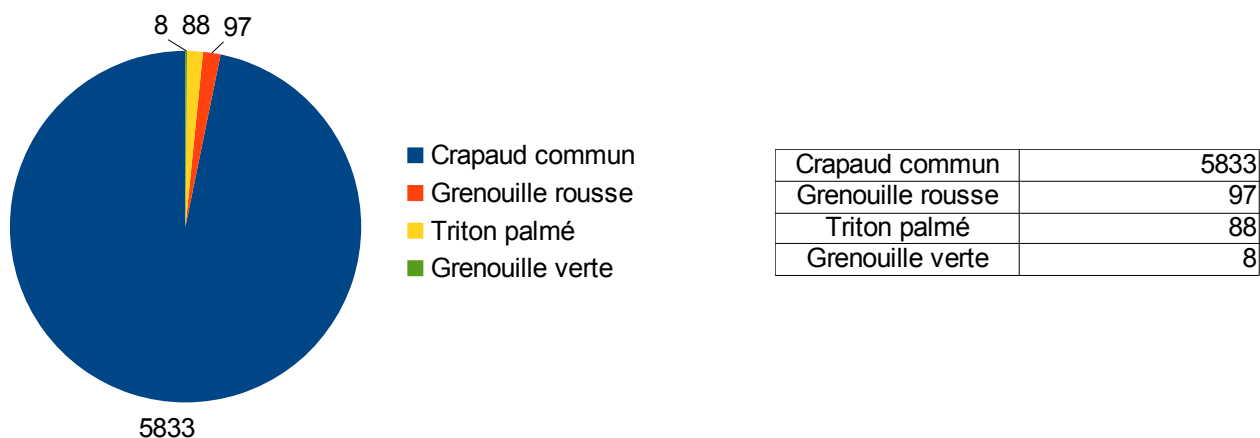 8 88 97
5833
Crapaud commun
Grenouille rousse
Triton palmé
Grenouille verte
Crapaud commun 5833
Grenouille rousse 97
Triton palmé 88
Grenouille verte 8